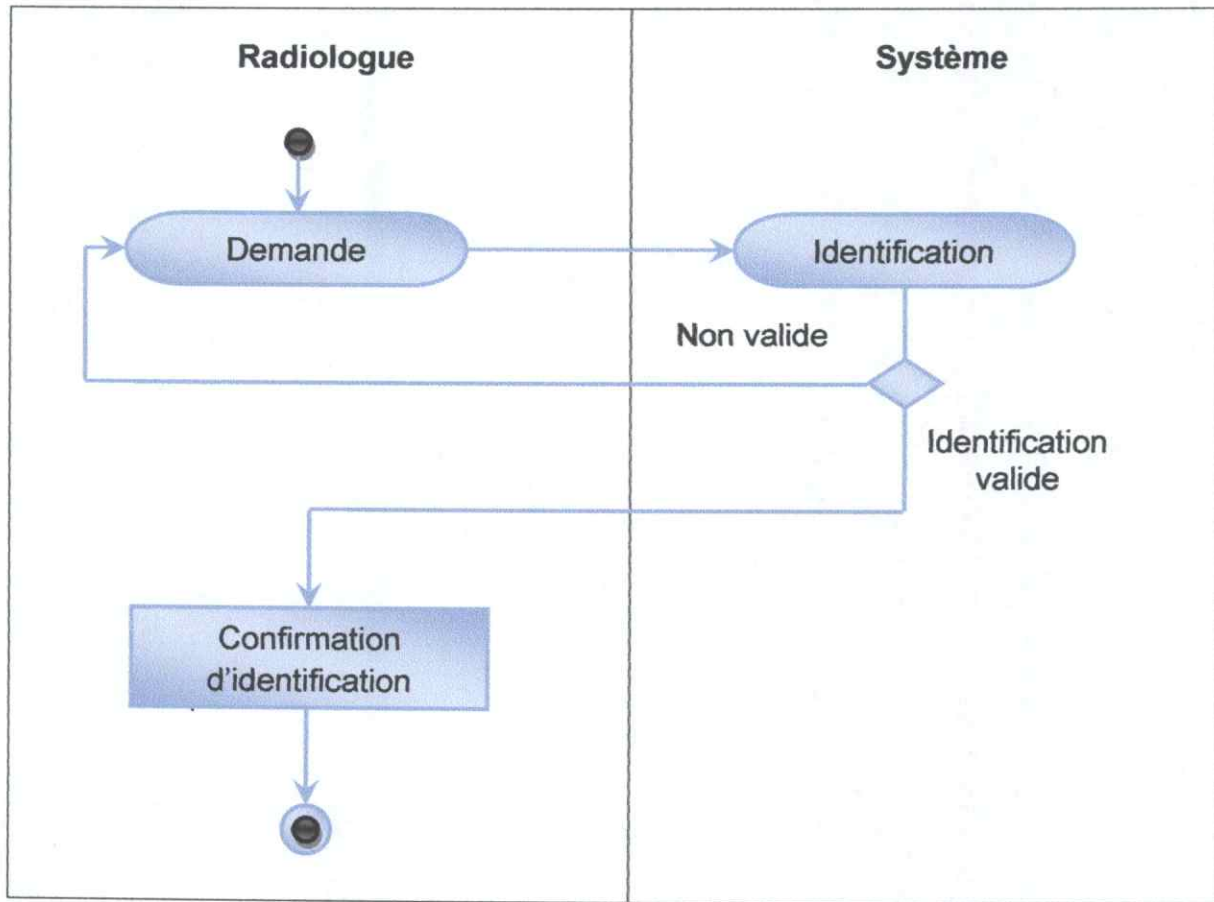 Radiologue
Système
Demande
Identification
Non valide
Identification
valide
Confirmation
d'identification